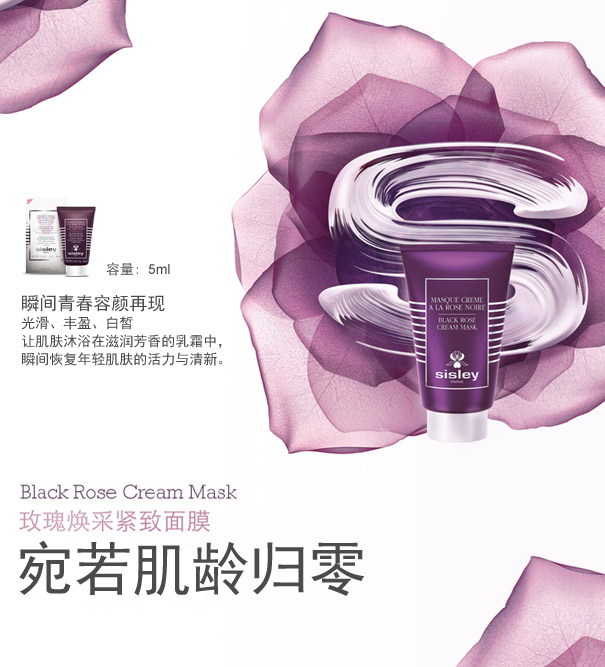 sisley
容量：5ml
瞬间青春容颜再现
光滑、丰盈、白皙
让肌肤沐浴在滋润芳香的乳霜中，
瞬间恢复年轻肌肤的活力与清新。
MASQUE CREME
A LA ROSE NOIRE
BLACK ROSE
CREAM MASK
sisley
PARIS
Black Rose Cream Mask
玫瑰焕采紧致面膜
宛若肌龄归零